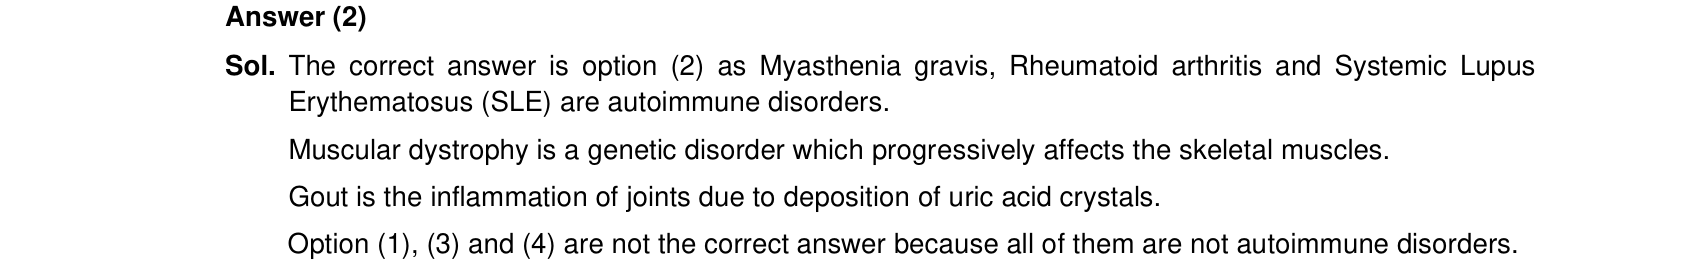 Answer (2)
Sol. The correct answer is option (2) as Myasthenia gravis, Rheumatoid arthritis and Systemic Lupus
Erythematosus (SLE) are autoimmune disorders.
Muscular dystrophy is a genetic disorder which progressively affects the skeletal muscles.
Gout is the inflammation of joints due to deposition of uric acid crystals.
Option (1), (3) and (4) are not the correct answer because all of them are not autoimmune disorders.